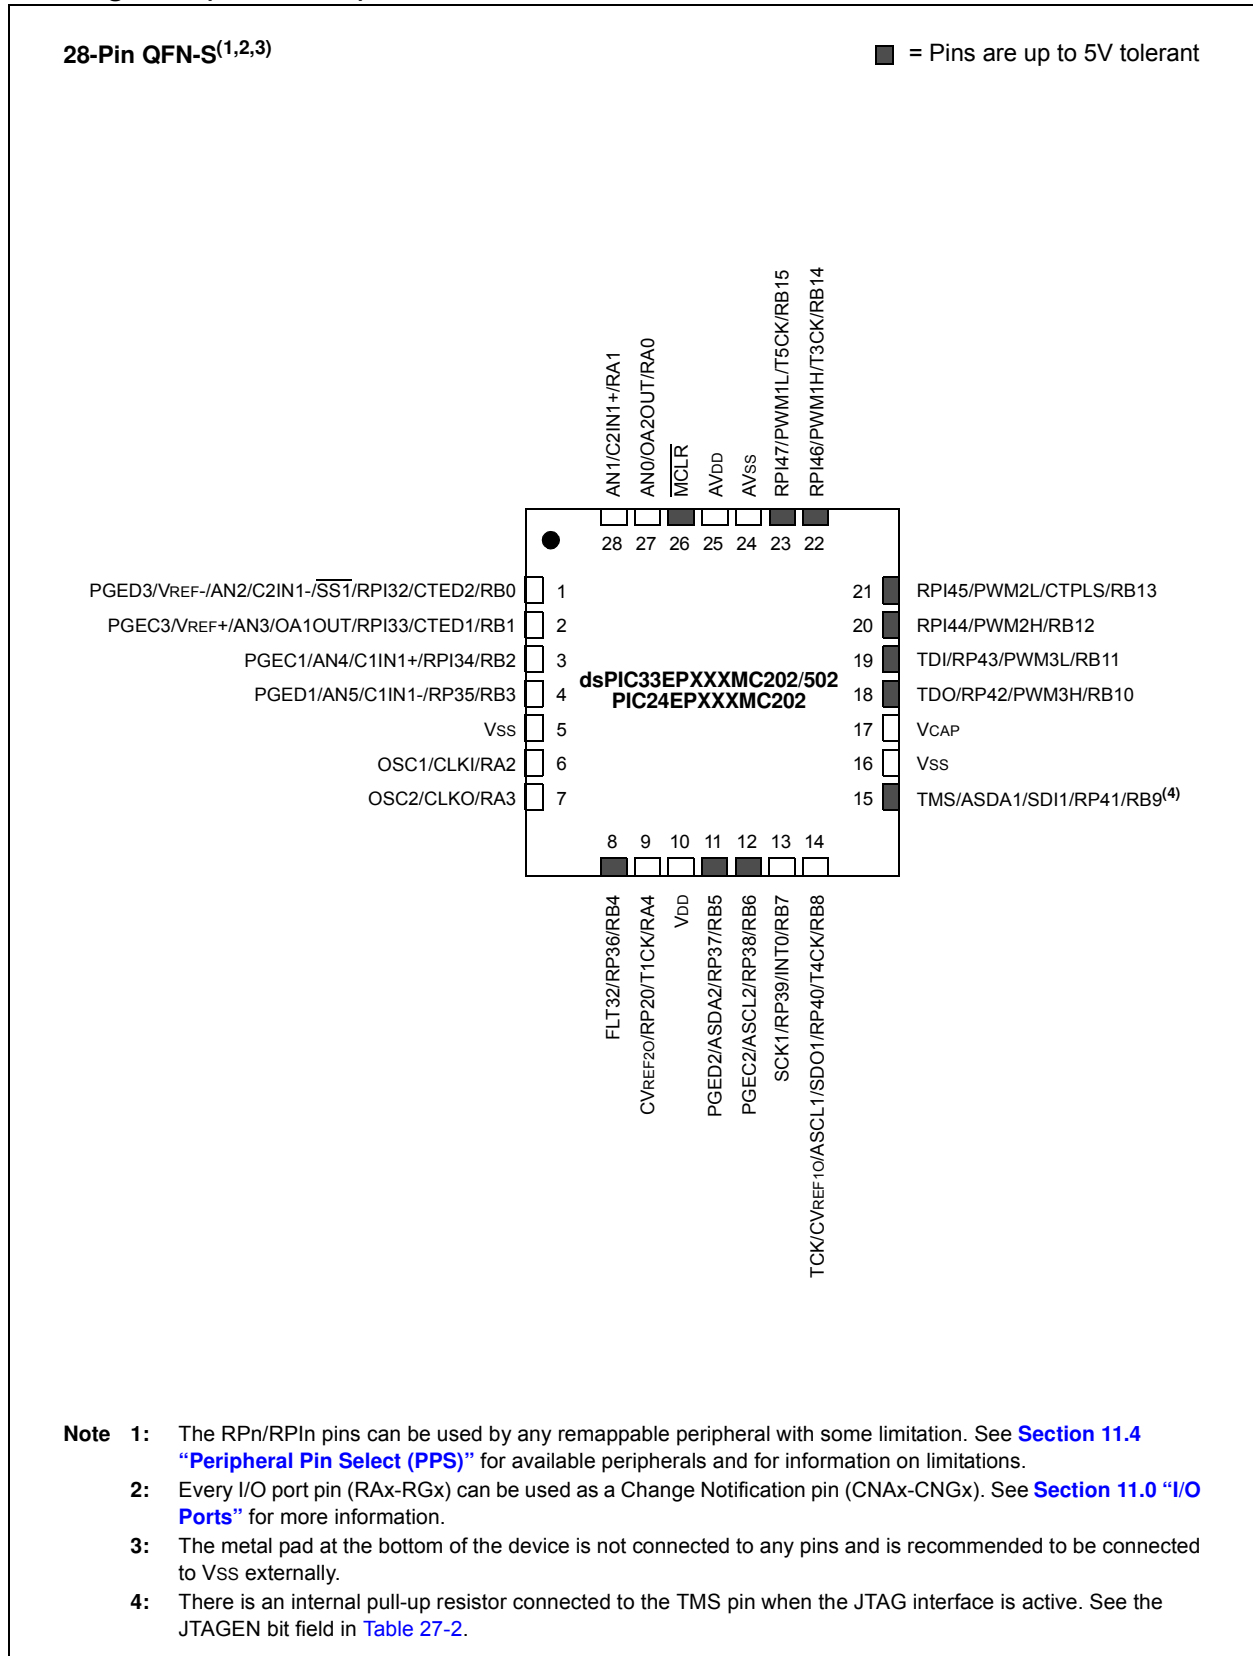 28-Pin QFN-S(1,2,3)
= Pins are up to 5V tolerant
AN1/C2IN1+/RA1
AN0/OA2OUT/RA0
MCLR
AVDD
AVSS
RPI47/PWM1L/T5CK/RB15
RPI46/PWM1H/T3CK/RB14
28 27 26 25 24 23 22
PGED3/VREF-/AN2/C2IN1-/SS1/RPI32/CTED2/RB0 1
PGEC3/VREF+/AN3/OA1OUT/RPI33/CTED1/RB1 2
PGEC1/AN4/C1IN1+/RPI34/RB2 3
PGED1/AN5/C1IN1-/RP35/RB3 4
VSS 5
OSC1/CLKI/RA2 6
OSC2/CLKO/RA3 7
dsPIC33EPXXXMC202/502
PIC24EPXXXMC202
21 RPI45/PWM2L/CTPLS/RB13
20 RPI44/PWM2H/RB12
19 TDI/RP43/PWM3L/RB11
18 TDO/RP42/PWM3H/RB10
17 VCAP
16 VSS
15 TMS/ASDA1/SDI1/RP41/RB9(4)
8 9 10 11 12 13 14
FLT32/RP36/RB4
CVREF2O/RP20/T1CK/RA4
VDD
PGED2/ASDA2/RP37/RB5
PGEC2/ASCL2/RP38/RB6
SCK1/RP39/INT0/RB7
TCK/CVREF1O/ASCL1/SDO1/RP40/T4CK/RB8
Note 1: The RPn/RPIn pins can be used by any remappable peripheral with some limitation. See Section 11.4
“Peripheral Pin Select (PPS)” for available peripherals and for information on limitations.
2: Every I/O port pin (RAx-RGx) can be used as a Change Notification pin (CNAx-CNGx). See Section 11.0 “I/O
Ports” for more information.
3: The metal pad at the bottom of the device is not connected to any pins and is recommended to be connected
to VSS externally.
4: There is an internal pull-up resistor connected to the TMS pin when the JTAG interface is active. See the
JTAGEN bit field in Table 27-2.